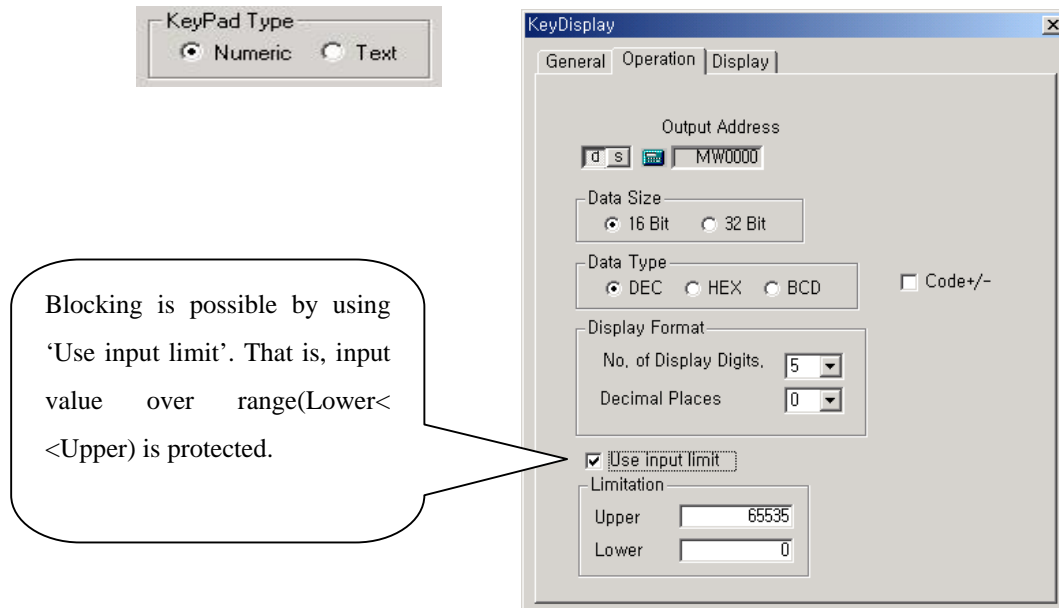 KeyPad Type
Numeric Text
KeyDisplay
General Operation Display
Output Address
d s MW0000
Data Size
16 Bit 32 Bit
Data Type
DEC HEX BCD Code+/-
Display Format
No, of Display Digits, 5
Decimal Places 0
Use input limit
Limitation
Upper 65535
Lower 0
Blocking is possible by using
‘Use input limit’. That is, input
value over range(Lower<
<Upper) is protected.